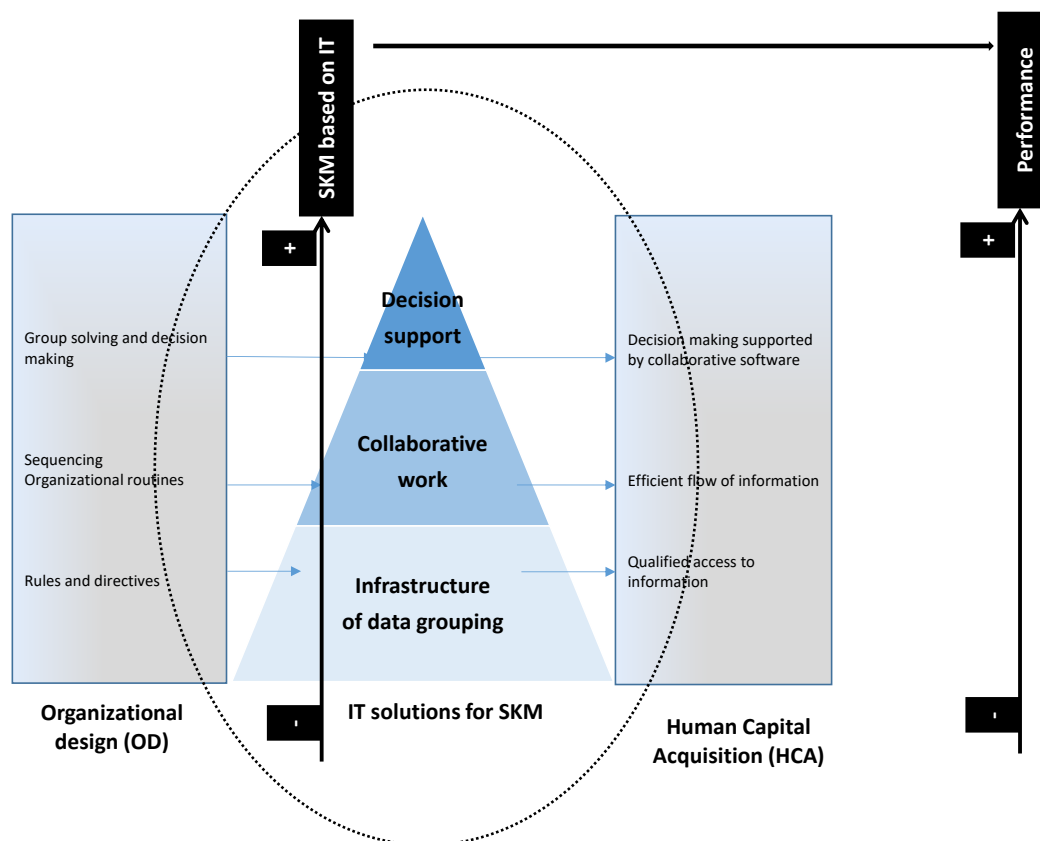 SKM based on IT
Performance
+
+
Group solving and decision
making
Decision
support
Decision making supported
by collaborative software
Sequencing
Organizational routines
Collaborative
work
Efficient flow of information
Rules and directives
Infrastructure
of data grouping
Qualified access to
information
-
-
Organizational
design (OD)
IT solutions for SKM
Human Capital
Acquisition (HCA)